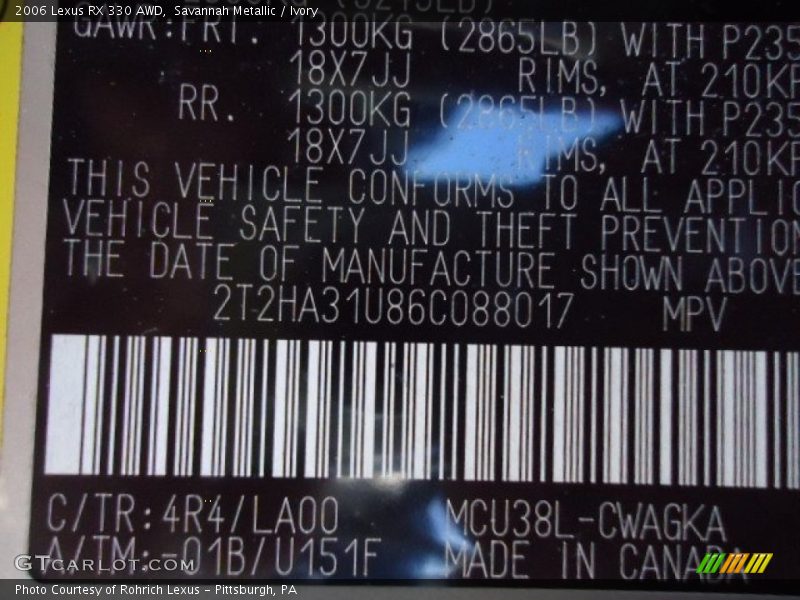 2006 Lexus RX 330 AWD, Savannah Metallic / Ivory
GAWR:FRT. 1300KG (2865LB) WITH P235
18X7JJ RIMS, AT 210KP
RR. 1300KG (2865LB) WITH P235
18X7JJ RIMS, AT 210KP
THIS VEHICLE CONFORMS TO ALL APPLIC
VEHICLE SAFETY AND THEFT PREVENTION
THE DATE OF MANUFACTURE SHOWN ABOVE
2T2HA31U86C088017 MPV
C/TR:4R4/LA00 MCU38L-CWAGKA
A/TM:-01B/U151F MADE IN CANADA
GTcarlot.com
Photo Courtesy of Rohrich Lexus - Pittsburgh, PA